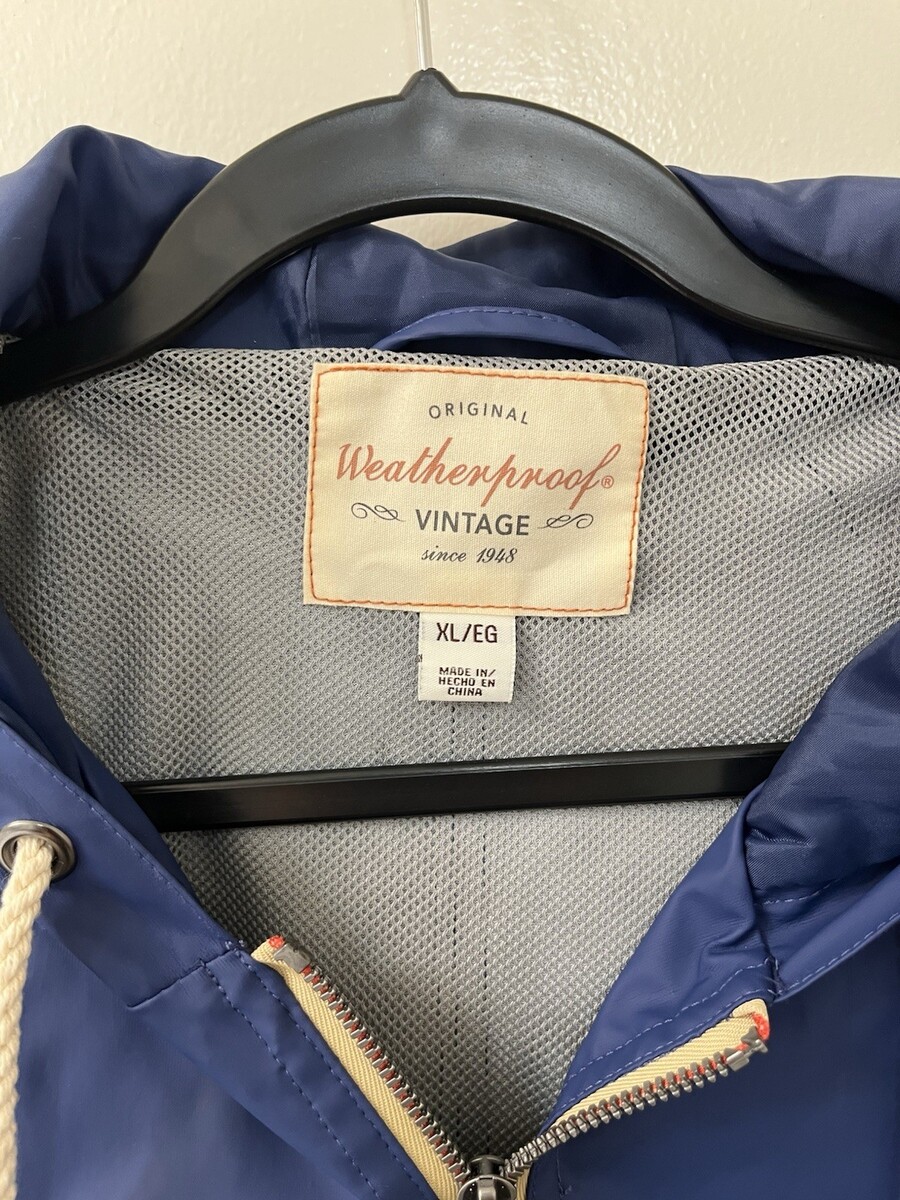 ORIGINAL
Weatherproof®
VINTAGE
since 1948
XL/EG
MADE IN/
HECHO EN
CHINA